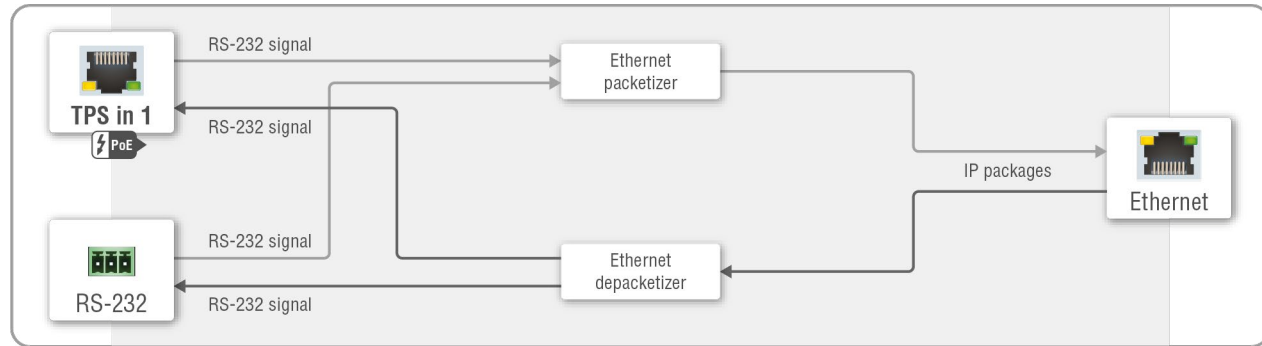 RS-232 signal
Ethernet
packetizer
TPS in 1
RS-232 signal
PoE
IP packages
Ethernet
RS-232 signal
Ethernet
depacketizer
RS-232
RS-232 signal